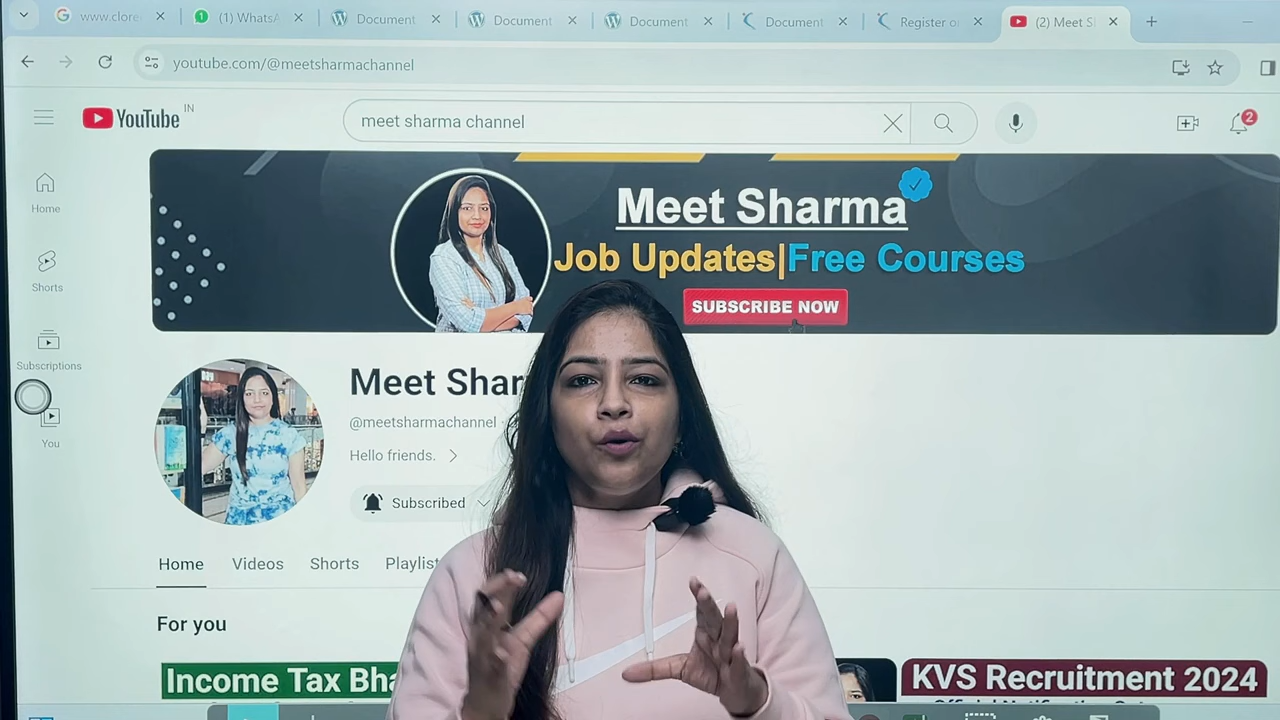 www.clore
(1) WhatsA
Document
Document
Document
Document
Register o
(2) Meet S
youtube.com/@meetsharmachannel
YouTube IN
meet sharma channel
2
Home
Shorts
Subscriptions
You
Meet Sharma
Job Updates|Free Courses
SUBSCRIBE NOW
Meet Shar
@meetsharmachannel
Hello friends.
Subscribed
Home Videos Shorts Playlist
For you
Income Tax Bha
KVS Recruitment 2024